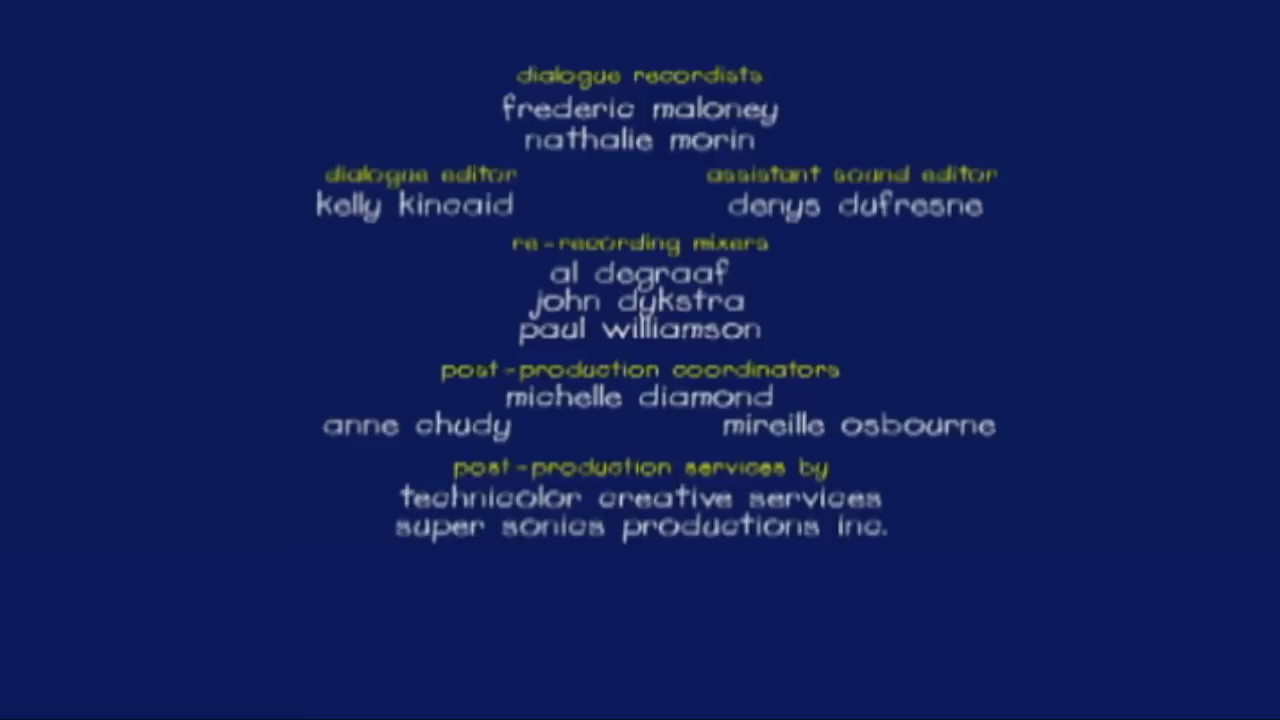 dialogue recordists
frederic maloney
nathalie morin
dialogue editor assistant sound editor
kelly kincaid denys dufresne
re-recording mixers
al degraaf
john dykstra
paul williamson
post-production coordinators
michelle diamond
anne chudy mireille osbourne
post-production services by
technicolor creative services
super sonics productions inc.